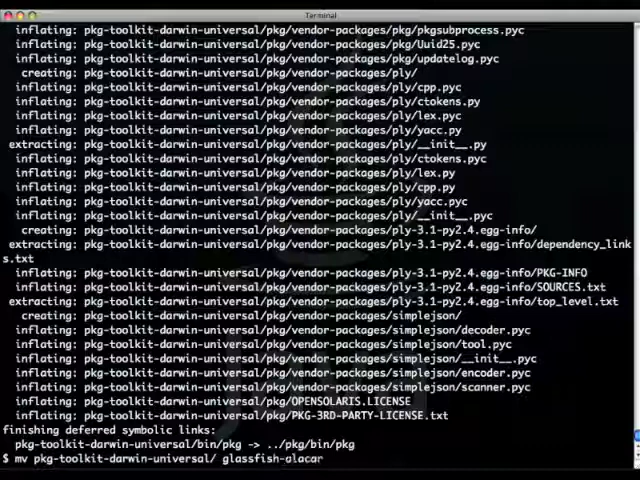 Terminal
inflating: pkg-toolkit-darwin-universal/pkg/vendor-packages/pkg/pkgsubprocess.pyc
inflating: pkg-toolkit-darwin-universal/pkg/vendor-packages/pkg/Uuid25.pyc
inflating: pkg-toolkit-darwin-universal/pkg/vendor-packages/pkg/updatelog.pyc
creating: pkg-toolkit-darwin-universal/pkg/vendor-packages/ply/
inflating: pkg-toolkit-darwin-universal/pkg/vendor-packages/ply/cpp.pyc
inflating: pkg-toolkit-darwin-universal/pkg/vendor-packages/ply/ctokens.py
inflating: pkg-toolkit-darwin-universal/pkg/vendor-packages/ply/lex.pyc
inflating: pkg-toolkit-darwin-universal/pkg/vendor-packages/ply/yacc.py
extracting: pkg-toolkit-darwin-universal/pkg/vendor-packages/ply/__init__.py
inflating: pkg-toolkit-darwin-universal/pkg/vendor-packages/ply/ctokens.pyc
inflating: pkg-toolkit-darwin-universal/pkg/vendor-packages/ply/lex.py
inflating: pkg-toolkit-darwin-universal/pkg/vendor-packages/ply/cpp.py
inflating: pkg-toolkit-darwin-universal/pkg/vendor-packages/ply/yacc.pyc
inflating: pkg-toolkit-darwin-universal/pkg/vendor-packages/ply/__init__.pyc
creating: pkg-toolkit-darwin-universal/pkg/vendor-packages/ply-3.1-py2.4.egg-info/
extracting: pkg-toolkit-darwin-universal/pkg/vendor-packages/ply-3.1-py2.4.egg-info/dependency_link
s.txt
inflating: pkg-toolkit-darwin-universal/pkg/vendor-packages/ply-3.1-py2.4.egg-info/PKG-INFO
inflating: pkg-toolkit-darwin-universal/pkg/vendor-packages/ply-3.1-py2.4.egg-info/SOURCES.txt
extracting: pkg-toolkit-darwin-universal/pkg/vendor-packages/ply-3.1-py2.4.egg-info/top_level.txt
creating: pkg-toolkit-darwin-universal/pkg/vendor-packages/simplejson/
inflating: pkg-toolkit-darwin-universal/pkg/vendor-packages/simplejson/decoder.pyc
inflating: pkg-toolkit-darwin-universal/pkg/vendor-packages/simplejson/tool.pyc
inflating: pkg-toolkit-darwin-universal/pkg/vendor-packages/simplejson/__init__.pyc
inflating: pkg-toolkit-darwin-universal/pkg/vendor-packages/simplejson/encoder.pyc
inflating: pkg-toolkit-darwin-universal/pkg/vendor-packages/simplejson/scanner.pyc
inflating: pkg-toolkit-darwin-universal/pkg/OPENSOLARIS.LICENSE
inflating: pkg-toolkit-darwin-universal/pkg/PKG-3RD-PARTY-LICENSE.txt
finishing deferred symbolic links:
pkg-toolkit-darwin-universal/bin/pkg -> ../pkg/bin/pkg
$ mv pkg-toolkit-darwin-universal/ glassfish-alacar